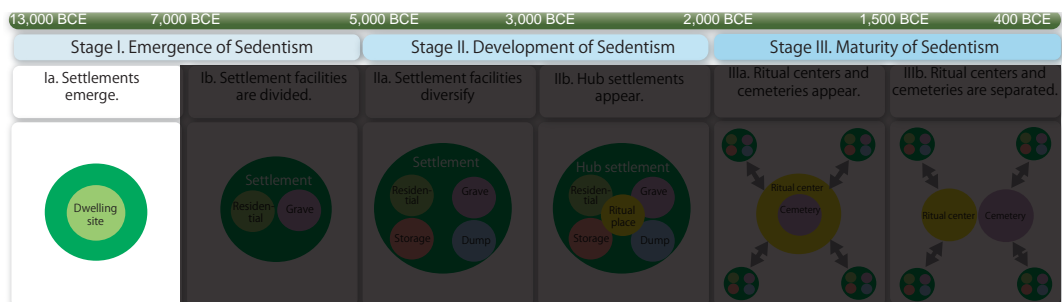 13,000 BCE 7,000 BCE 5,000 BCE 3,000 BCE 2,000 BCE 1,500 BCE 400 BCE
Stage I. Emergence of Sedentism Stage II. Development of Sedentism Stage III. Maturity of Sedentism
Ia. Settlements
emerge.
Ib. Settlement facilities
are divided.
IIa. Settlement facilities
diversify
IIb. Hub settlements
appear.
IIIa. Ritual centers and
cemeteries appear.
IIIb. Ritual centers and
cemeteries are separated.
Dwelling
site
Settlement
Residen-
tial
Grave
Settlement
Residen-
tial
Grave
Storage
Dump
Hub settlement
Residen-
tial
Grave
Ritual
place
Storage
Dump
Ritual center
Cemetery
Ritual center
Cemetery